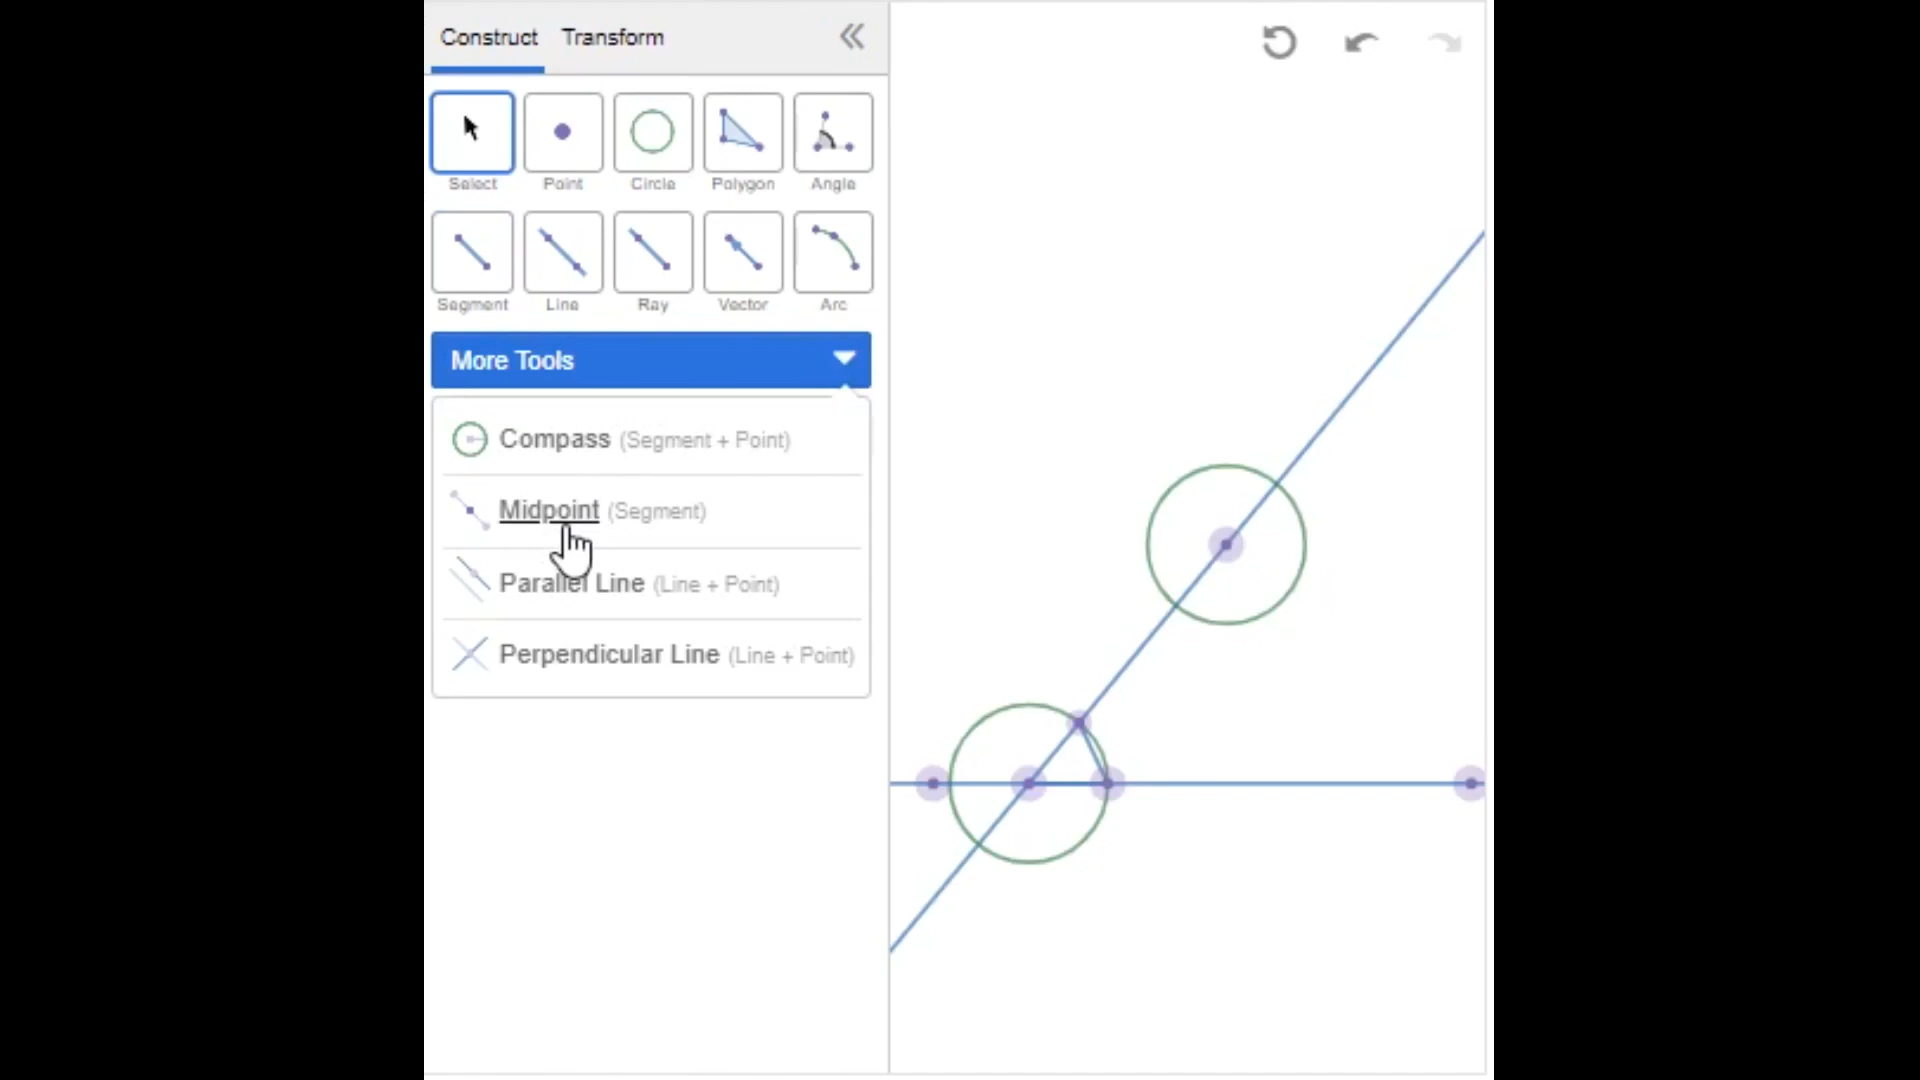 Construct Transform
Select Point Circle Polygon Angle
Segment Line Ray Vector Arc
More Tools
Compass (Segment + Point)
Midpoint (Segment)
Parallel Line (Line + Point)
Perpendicular Line (Line + Point)